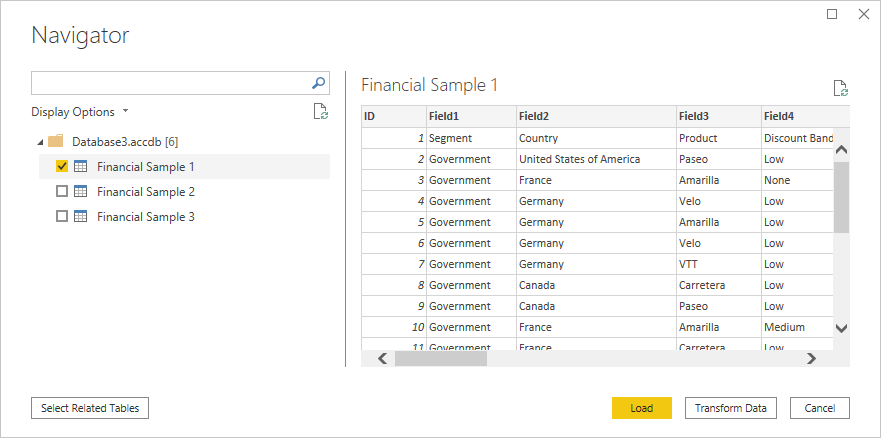 Navigator
Display Options
Database3.accdb [6]
Financial Sample 1
Financial Sample 2
Financial Sample 3
Select Related Tables
Financial Sample 1
ID Field1 Field2 Field3 Field4
1 Segment Country Product Discount Band
2 Government United States of America Paseo Low
3 Government France Amarilla None
4 Government Germany Velo Low
5 Government Germany Amarilla Low
6 Government Germany Velo Low
7 Government Germany VTT Low
8 Government Canada Carretera Low
9 Government Canada Paseo Low
10 Government France Amarilla Medium
11 Government France Carretera Low
Load Transform Data Cancel